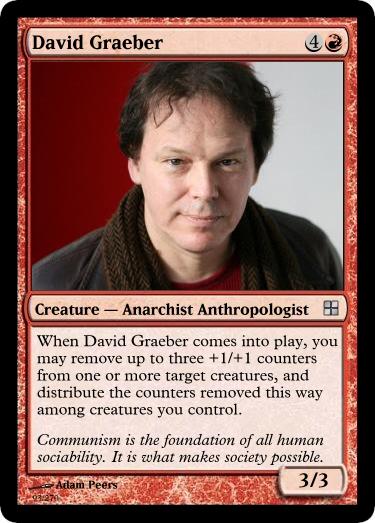 David Graeber 4
Creature — Anarchist Anthropologist
When David Graeber comes into play, you
may remove up to three +1/+1 counters
from one or more target creatures, and
distribute the counters removed this way
among creatures you control.
Communism is the foundation of all human
sociability. It is what makes society possible.
3/3
Adam Peers